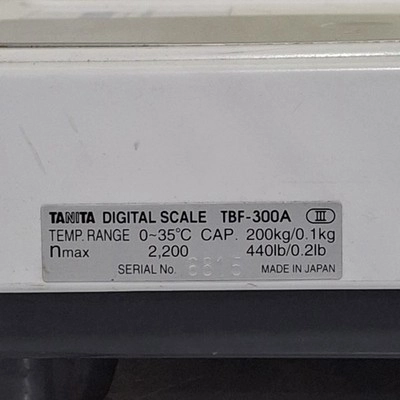 TANITA DIGITAL SCALE TBF-300A III
TEMP. RANGE 0~35°C CAP. 200kg/0.1kg
nmax 2,200 440lb/0.2lb
SERIAL No. MADE IN JAPAN